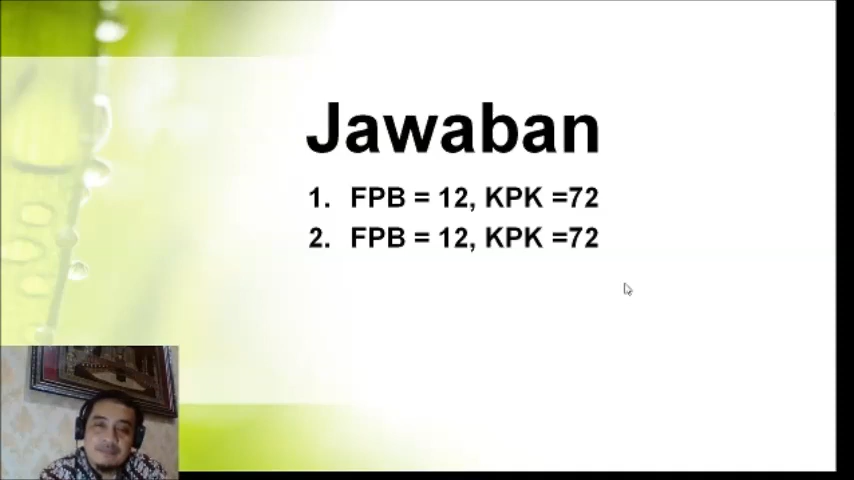 Jawaban
1. FPB = 12, KPK =72
2. FPB = 12, KPK =72